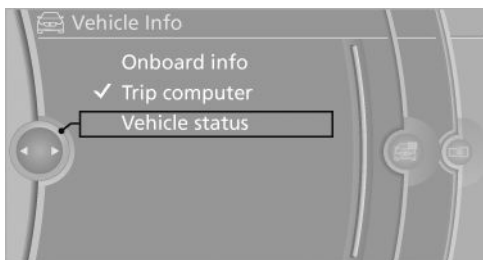 Vehicle Info
Onboard info
Trip computer
Vehicle status